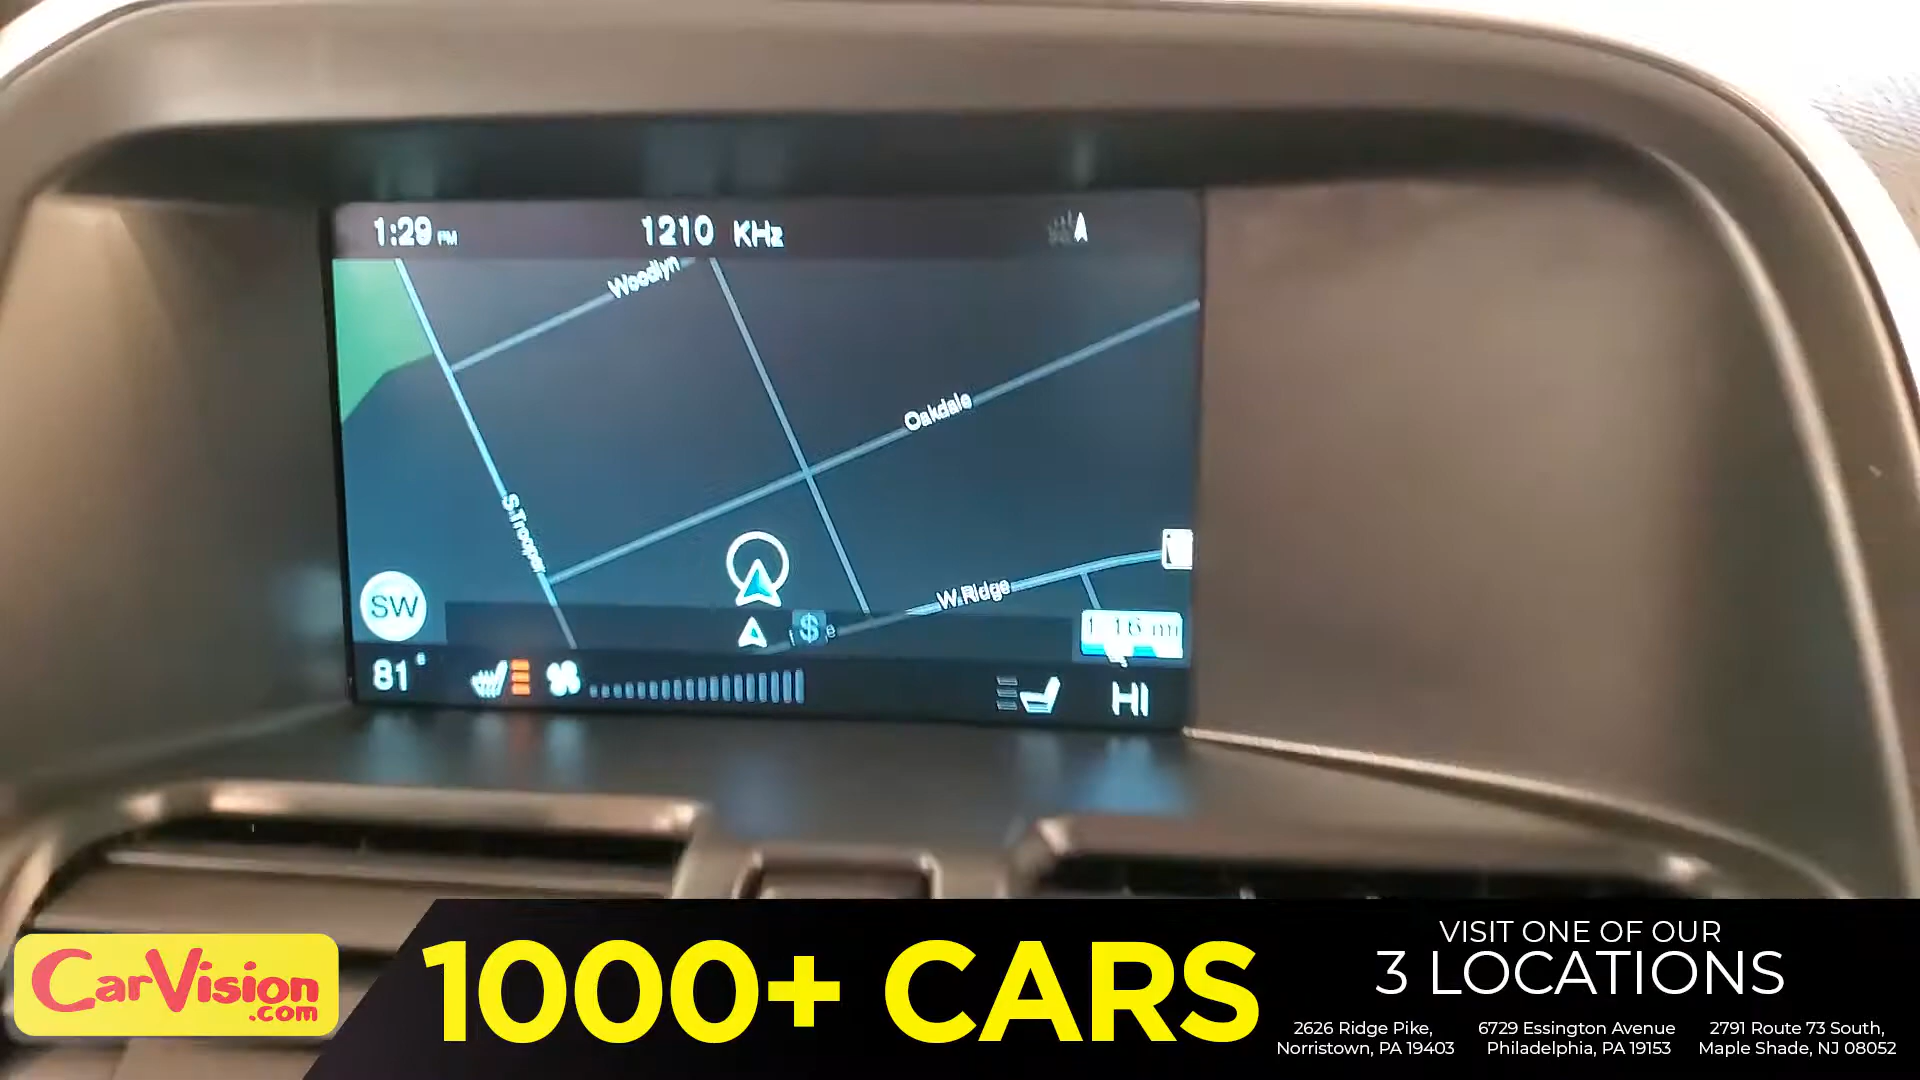 1:29 PM
1210 KHz
Woodlyn
Oakdale
S.Trooper
W.Ridge
SW
$
81°
HI
CarVision
.com
1000+ CARS
VISIT ONE OF OUR
3 LOCATIONS
2626 Ridge Pike,
Norristown, PA 19403
6729 Essington Avenue
Philadelphia, PA 19153
2791 Route 73 South,
Maple Shade, NJ 08052